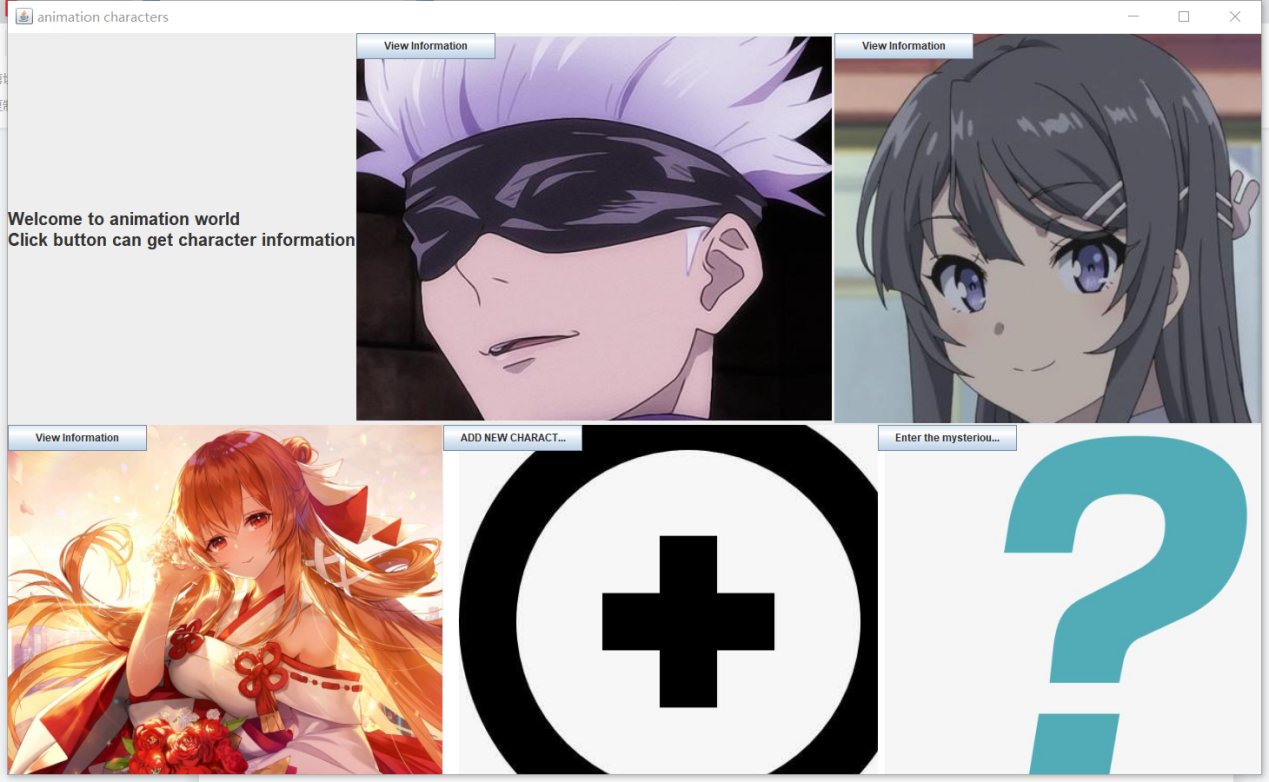 animation characters
View Information
View Information
Welcome to animation world
Click button can get character information
View Information
ADD NEW CHARACT...
Enter the mysteriou...